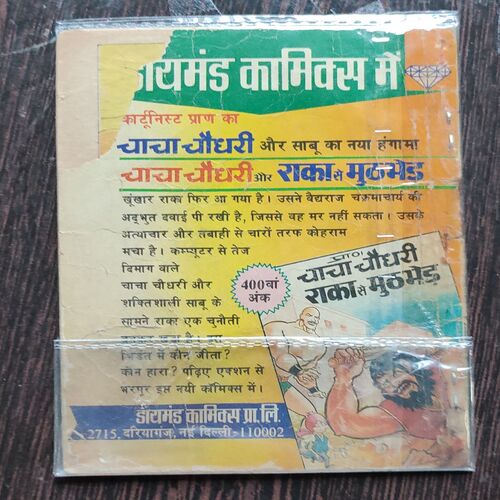 डायमंड कामिक्स में
कार्टूनिस्ट प्राण का
चाचा चौधरी और साबू का नया हंगामा
चाचा चौधरी और राका से मुठभेड़
खूंखार राका फिर आ गया है। उसने वैद्यराज चक्रमाचार्य की
अद्भुत दवाई पी रखी है, जिससे वह मर नहीं सकता। उसके
अत्याचार और तबाही से चारों तरफ कोहराम
मचा है। कम्प्यूटर से तेज
दिमाग वाले
चाचा चौधरी और
शक्तिशाली साबू के
सामने राका एक चुनौती
भिड़ंत में कौन जीता?
कौन हारा? पढ़िए एक्शन से
भरपूर इस नयी कॉमिक्स में।
400वां
अंक
प्राण
चाचा चौधरी
राका से मुठभेड़
डायमंड कामिक्स प्रा.लि.
2715, दरियागंज, नई दिल्ली-110002